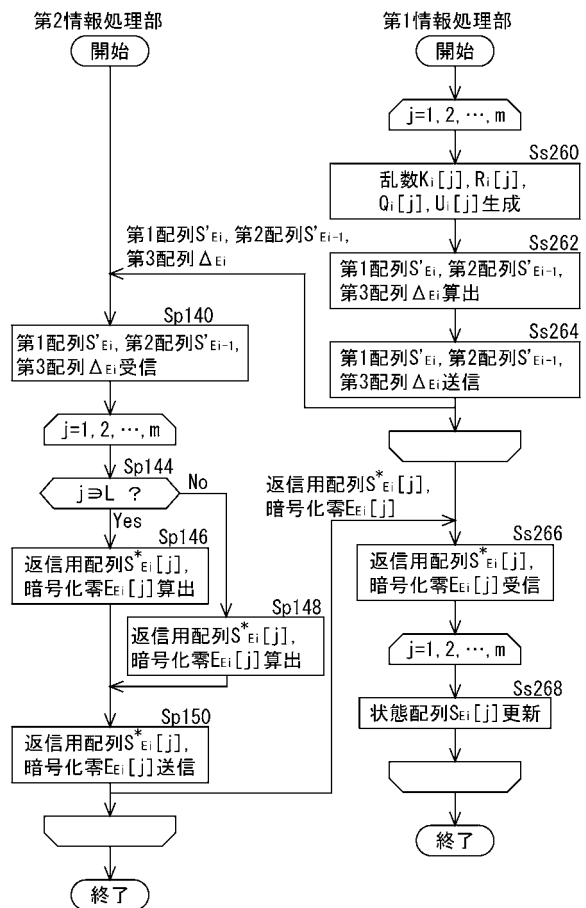 第2情報処理部
開始
第1配列S'Ei, 第2配列S'Ei-1,
第3配列ΔEi
Sp140
第1配列S'Ei, 第2配列S'Ei-1,
第3配列ΔEi受信
j=1, 2, …, m
Sp144
j∋L ?
No
Yes
Sp146
返信用配列S*Ei[j],
暗号化零EEi[j]算出
Sp148
返信用配列S*Ei[j],
暗号化零EEi[j]算出
Sp150
返信用配列S*Ei[j],
暗号化零EEi[j]送信
終了
第1情報処理部
開始
j=1, 2, …, m
Ss260
乱数Ki[j], Ri[j],
Qi[j], Ui[j]生成
Ss262
第1配列S'Ei, 第2配列S'Ei-1,
第3配列ΔEi算出
Ss264
第1配列S'Ei, 第2配列S'Ei-1,
第3配列ΔEi送信
返信用配列S*Ei[j],
暗号化零EEi[j]
Ss266
返信用配列S*Ei[j],
暗号化零EEi[j]受信
j=1, 2, …, m
Ss268
状態配列SEi[j]更新
終了